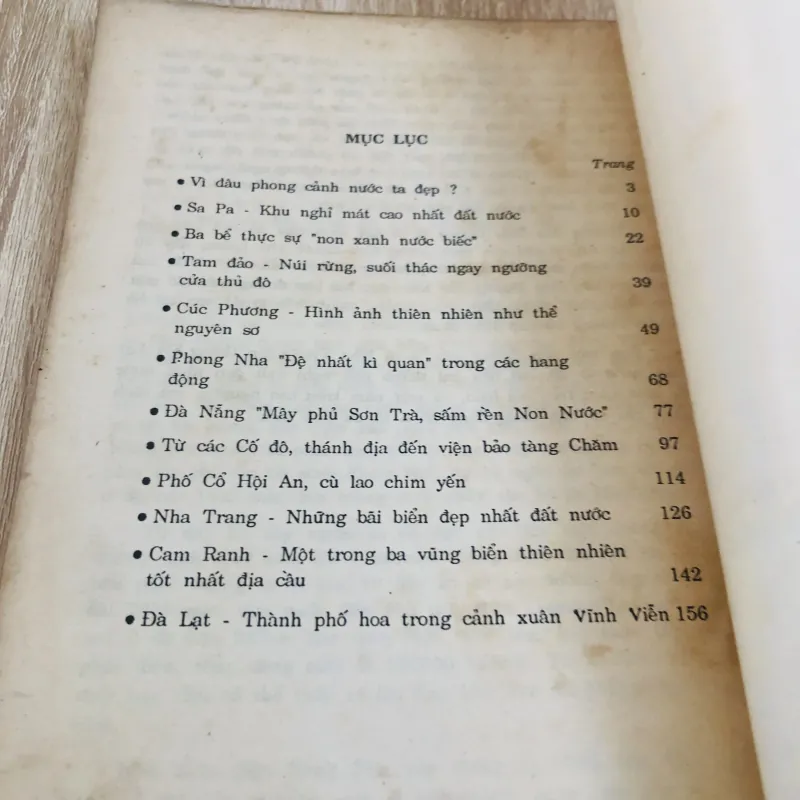 MỤC LỤC
Trang
• Vì dâu phong cảnh nước ta đẹp ? 3
• Sa Pa - Khu nghỉ mát cao nhất đất nước 10
• Ba bể thực sự "non xanh nước biếc" 22
• Tam đảo - Núi rừng, suối thác ngay ngưỡng
cửa thủ đô 39
• Cúc Phương - Hình ảnh thiên nhiên như thể
nguyên sơ 49
• Phong Nha "Đệ nhất kì quan" trong các hang
động 68
• Đà Nẵng "Mây phủ Sơn Trà, sấm rền Non Nước" 77
• Từ các Cố đô, thánh địa đến viện bảo tàng Chăm 97
• Phố Cổ Hội An, cù lao chim yến 114
• Nha Trang - Những bãi biển đẹp nhất đất nước 126
• Cam Ranh - Một trong ba vũng biển thiên nhiên
tốt nhất địa cầu 142
• Đà Lạt - Thành phố hoa trong cảnh xuân Vĩnh Viễn 156